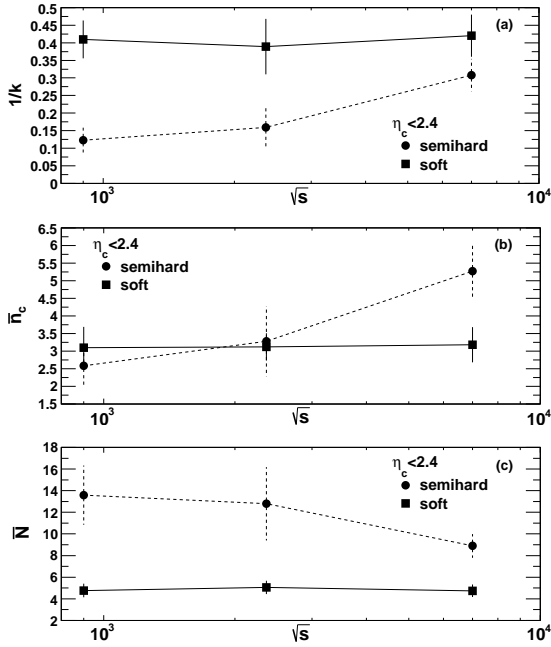 (a)
0.45
0.4
0.35
0.3
0.25
0.2
0.15
0.1
0.05
0
1/k
η_c<2.4
semihard
soft
10³ √s 10⁴
(b)
6.5
6
5.5
5
4.5
4
3.5
3
2.5
2
1.5
n̅_c
η_c<2.4
semihard
soft
10³ √s 10⁴
(c)
18
16
14
12
10
8
6
4
2
N̅
η_c<2.4
semihard
soft
10³ √s 10⁴